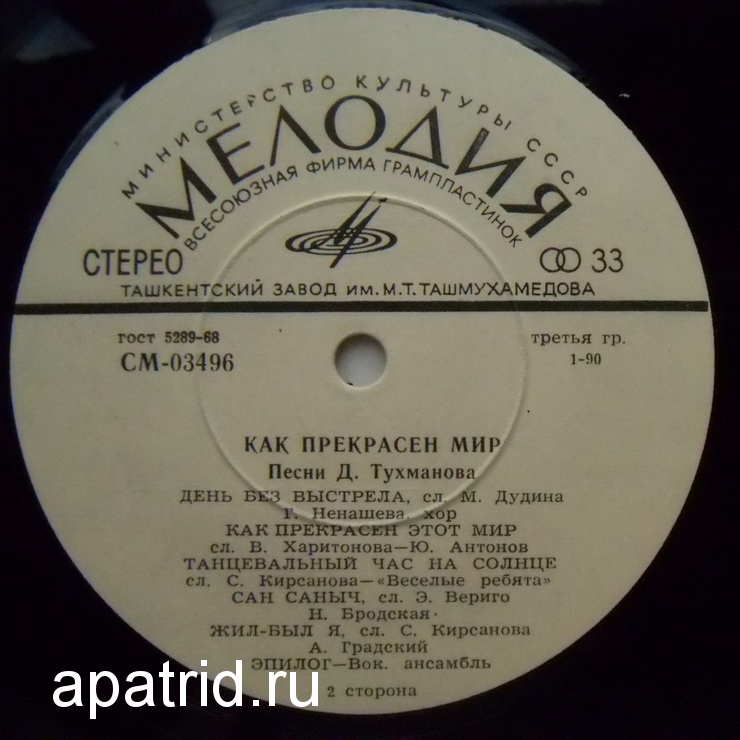 МИНИСТЕРСТВО КУЛЬТУРЫ СССР
МЕЛОДИЯ
ВСЕСОЮЗНАЯ ФИРМА ГРАМПЛАСТИНОК
СТЕРЕО 33
ТАШКЕНТСКИЙ ЗАВОД ИМ. М.Т. ТАШМУХАМЕДОВА
гост 5289-68 третья гр.
СМ-03496 1-90
КАК ПРЕКРАСЕН МИР
Песни Д. Тухманова
ДЕНЬ БЕЗ ВЫСТРЕЛА, сл. М. Дудина
Г. Ненашева, хор
КАК ПРЕКРАСЕН ЭТОТ МИР
сл. В. Харитонова—Ю. Антонов
ТАНЦЕВАЛЬНЫЙ ЧАС НА СОЛНЦЕ
сл. С. Кирсанова—«Веселые ребята»
САН САНЫЧ, сл. Э. Вериго
Н. Бродская
ЖИЛ-БЫЛ Я, сл. С. Кирсанова
А. Градский
ЭПИЛОГ—Вок. ансамбль
2 сторона
apatrid.ru